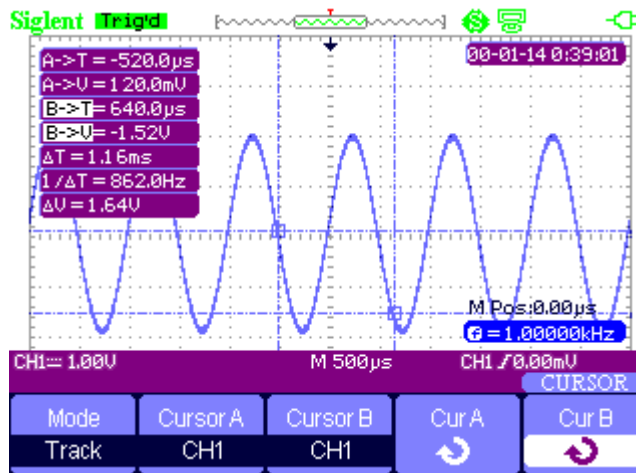 Siglent Trig'd
00-01-14 0:39:01
A->T=-520.0μs
A->V=120.0mV
B->T=640.0μs
B->V=-1.52V
ΔT=1.16ms
1/ΔT=862.0Hz
ΔV=1.64V
M Pos:0.00μs
f=1.00000kHz
CH1 1.00V M 500μs CH1 0.00mV
CURSOR
Mode Cursor A Cursor B Cur A Cur B
Track CH1 CH1